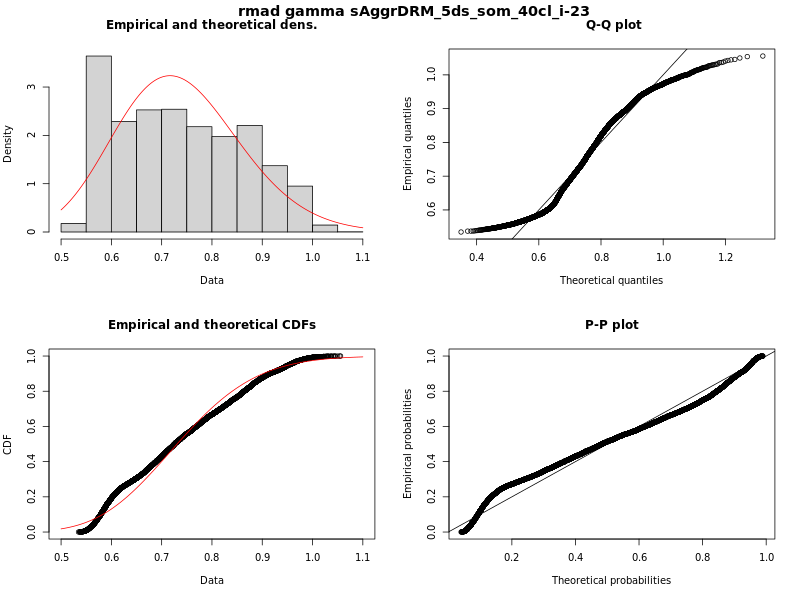 rmad gamma sAggrDRM_5ds_som_40cl_i-23
Empirical and theoretical dens.
Density
0 1 2 3
0.5 0.6 0.7 0.8 0.9 1.0 1.1
Data
Q-Q plot
Empirical quantiles
0.6 0.7 0.8 0.9 1.0
0.4 0.6 0.8 1.0 1.2
Theoretical quantiles
Empirical and theoretical CDFs
CDF
0.0 0.2 0.4 0.6 0.8 1.0
0.5 0.6 0.7 0.8 0.9 1.0 1.1
Data
P-P plot
Empirical probabilities
0.0 0.2 0.4 0.6 0.8 1.0
0.2 0.4 0.6 0.8 1.0
Theoretical probabilities